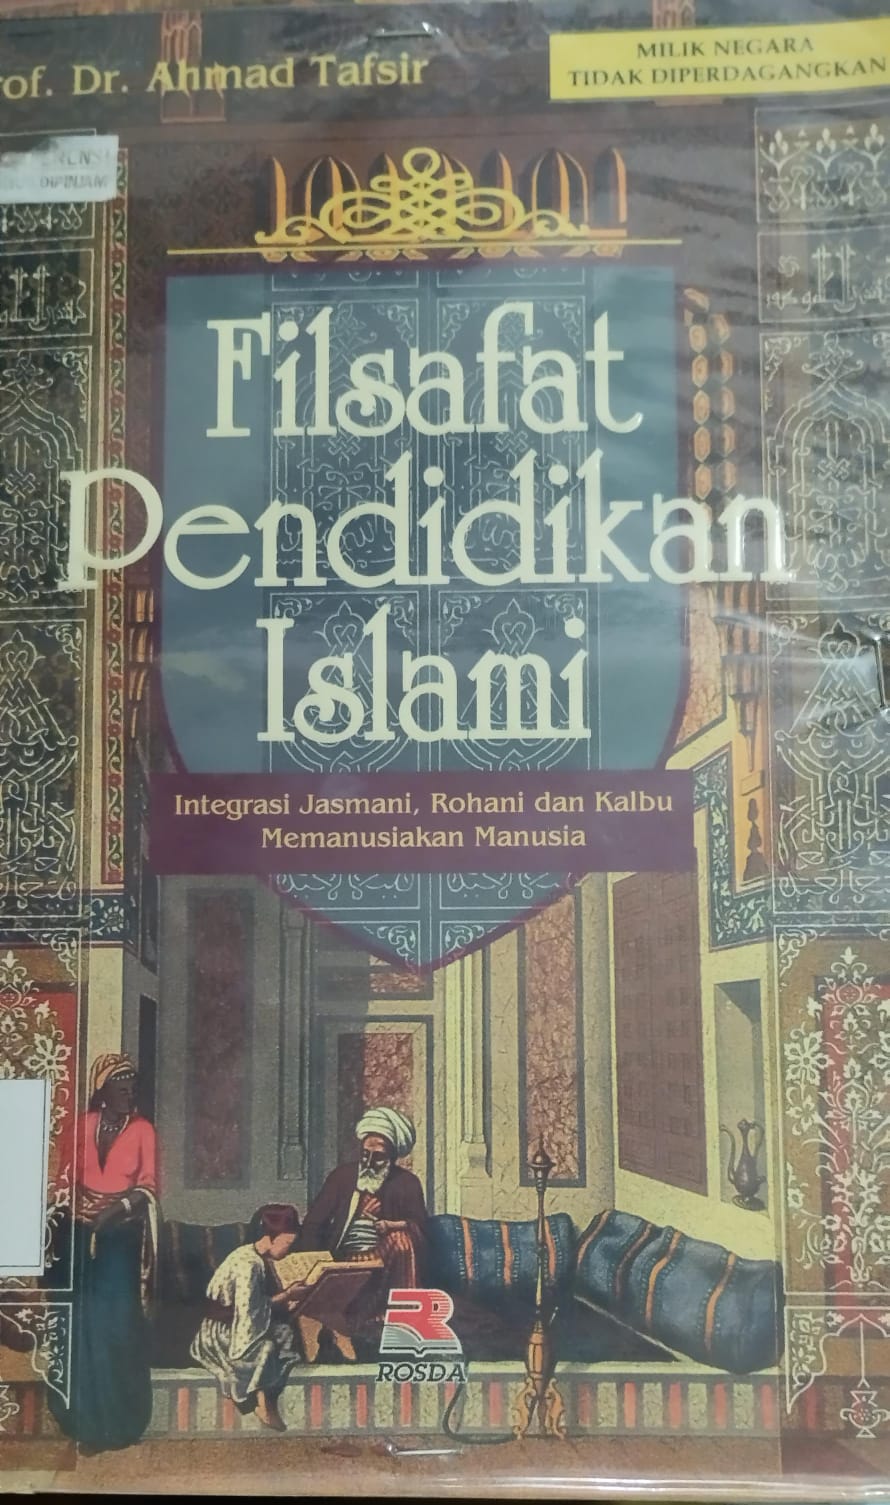 MILIK NEGARA
TIDAK DIPERDAGANGKAN
rof. Dr. Ahmad Tafsir
DIPINJAM
Filsafat
Pendidikan
Islami
Integrasi Jasmani, Rohani dan Kalbu
Memanusiakan Manusia
ROSDA